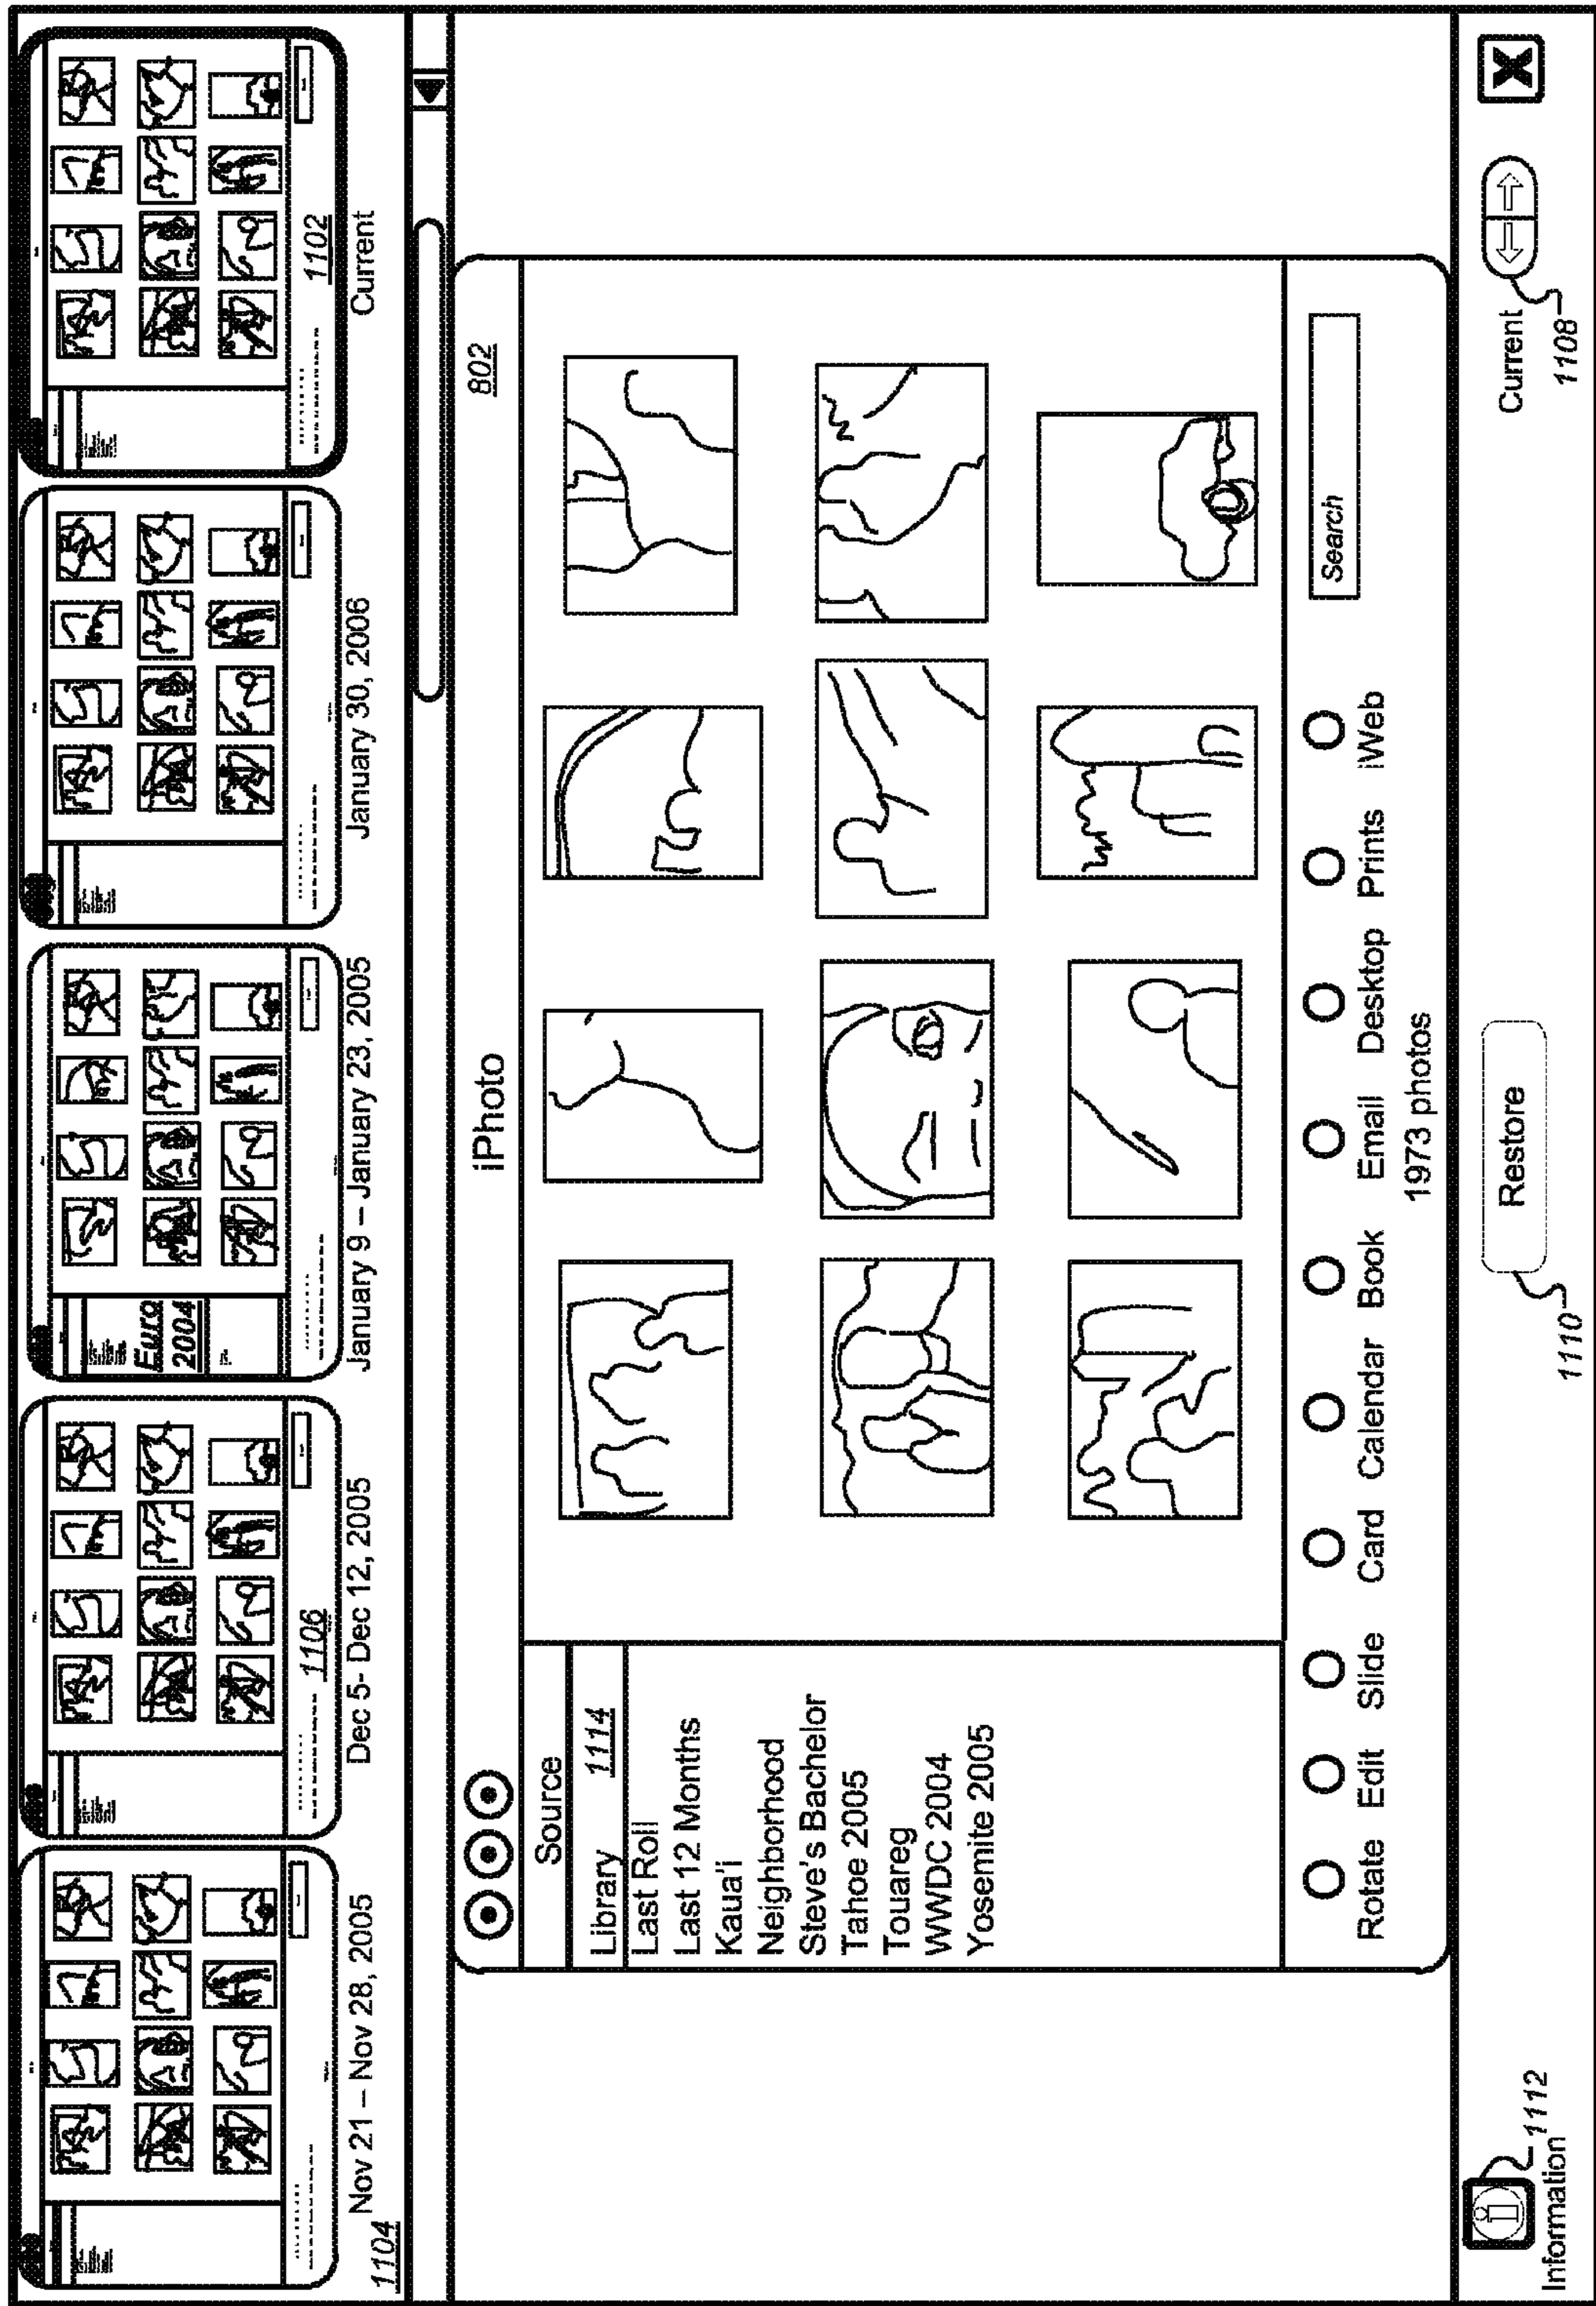 1102
1106
Euro
2004
Nov 21 – Nov 28, 2005
Dec 5- Dec 12, 2005
January 9 – January 23, 2005
January 30, 2006
Current
1104
iPhoto
802
Source
Library 1114
Last Roll
Last 12 Months
Kaua'i
Neighborhood
Steve's Bachelor
Tahoe 2005
Touareg
WWDC 2004
Yosemite 2005
Search
Rotate Edit Slide Card Calendar Book Email Desktop Prints iWeb
1973 photos
i
Restore
Current
X
1112
Information
1110
1108